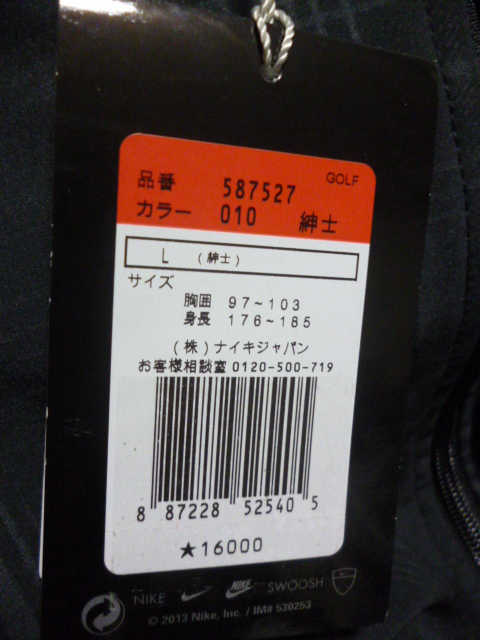 GOLF
品番 587527
カラー 010 紳士
L (紳士)
サイズ
胸囲 97~103
身長 176~185
(株)ナイキジャパン
お客様相談室 0120-500-719
8 87228 52540 5
★16000
NIKE NIKE SWOOSH
© 2013 Nike, Inc. / IM# 530253